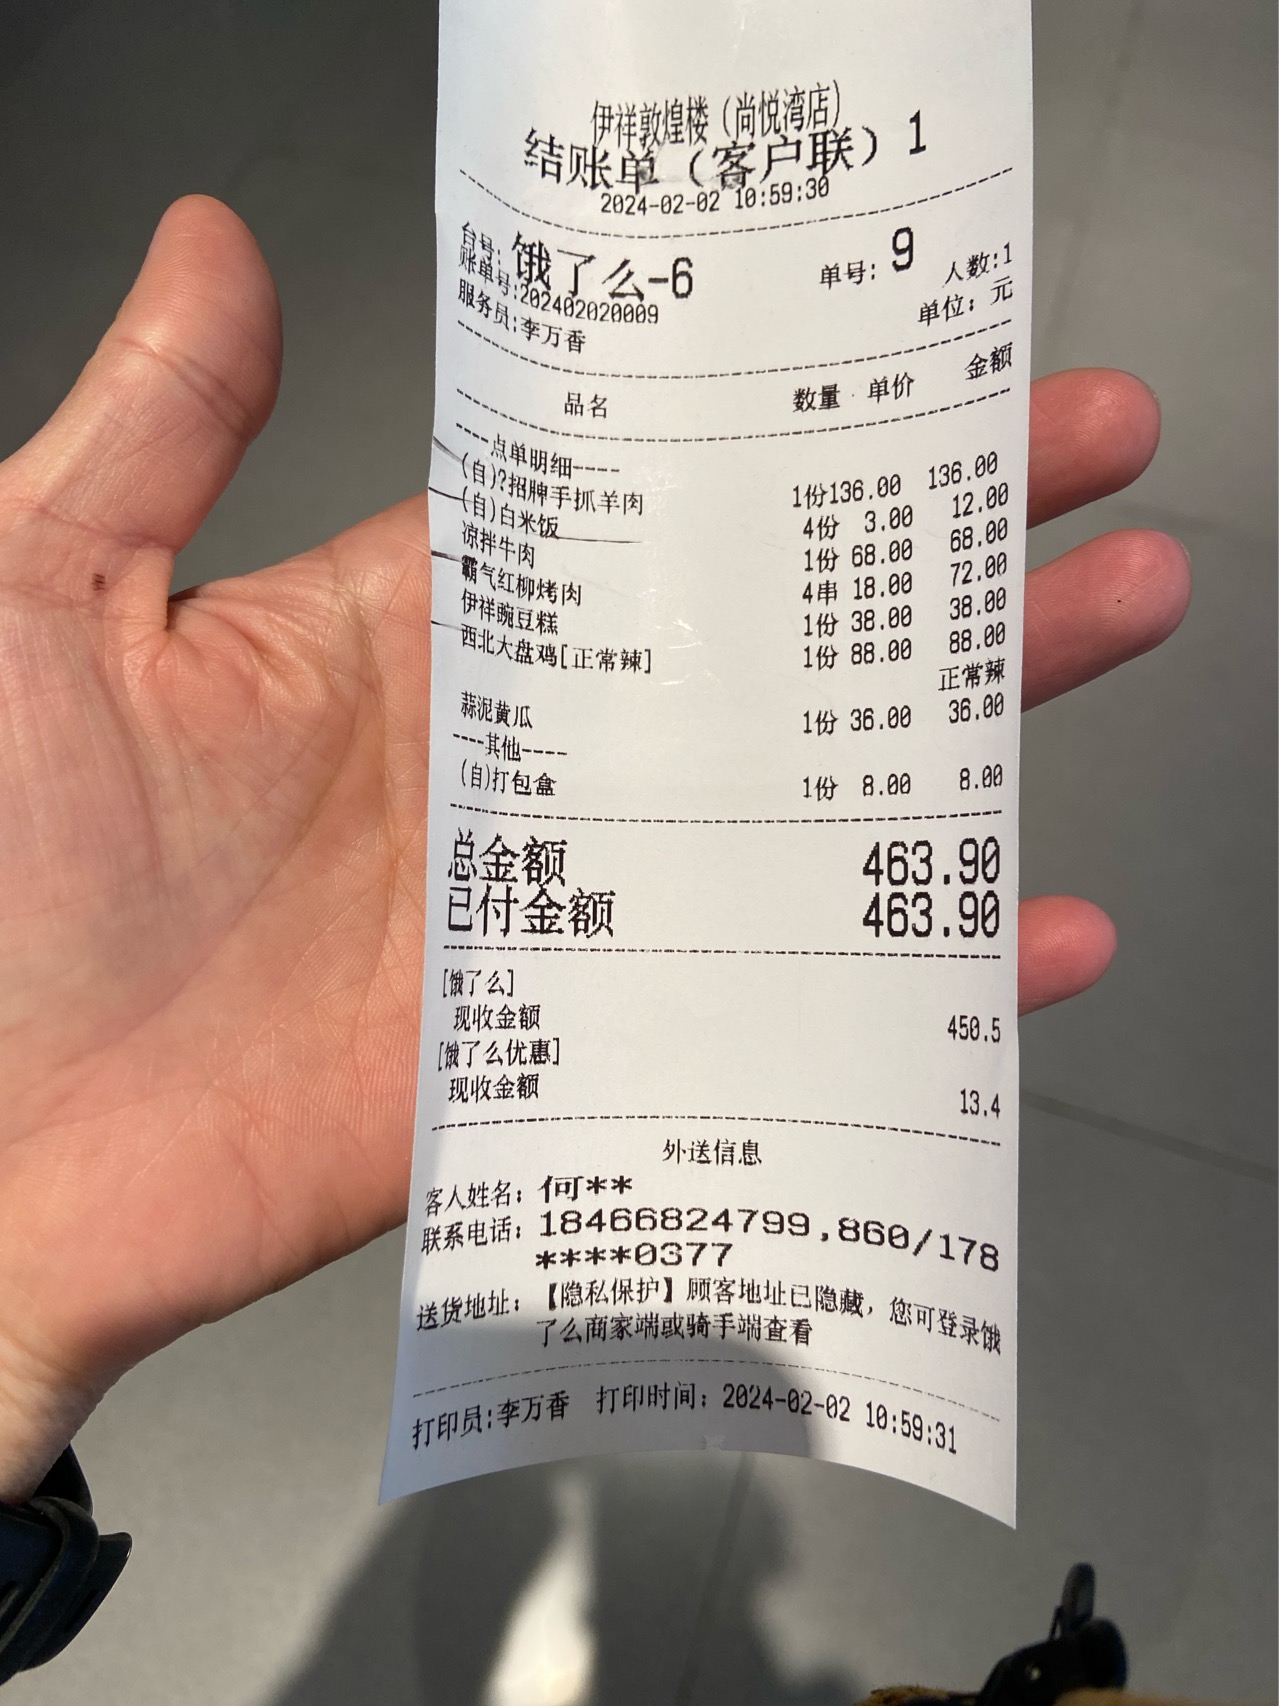 伊祥敦煌楼（尚悦湾店）
结账单（客户联）1
2024-02-02 10:59:30
台号：饿了么-6 单号：9 人数:1
账单号:202402020009 单位：元
服务员:李万香
品名 数量 单价 金额
----点单明细----
(自)?招牌手抓羊肉 1份 136.00 136.00
(自)白米饭 4份 3.00 12.00
凉拌牛肉 1份 68.00 68.00
霸气红柳烤肉 4串 18.00 72.00
伊祥豌豆糕 1份 38.00 38.00
西北大盘鸡[正常辣] 1份 88.00 88.00
正常辣
蒜泥黄瓜 1份 36.00 36.00
----其他----
(自)打包盒 1份 8.00 8.00
总金额 463.90
已付金额 463.90
[饿了么]
现收金额 450.5
[饿了么优惠]
现收金额 13.4
外送信息
客人姓名：何**
联系电话：18466824799,860/178
****0377
送货地址：【隐私保护】顾客地址已隐藏，您可登录饿
了么商家端或骑手端查看
打印员:李万香 打印时间：2024-02-02 10:59:31